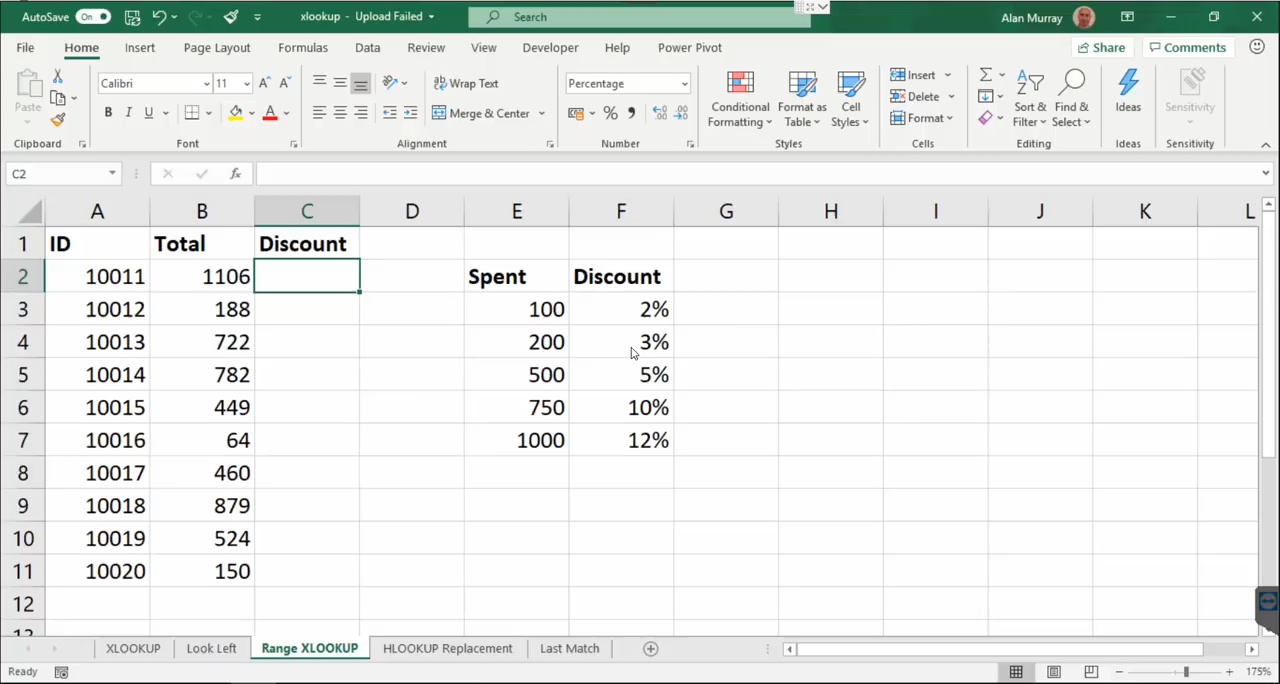 AutoSave On xlookup - Upload Failed Search Alan Murray
File Home Insert Page Layout Formulas Data Review View Developer Help Power Pivot Share Comments
Paste Calibri 11 Wrap Text Percentage Conditional Formatting Format as Table Cell Styles Insert Delete Format Sort & Filter Find & Select Ideas Sensitivity
B I U Merge & Center
Clipboard Font Alignment Number Styles Cells Editing Ideas Sensitivity
C2 fx
A B C D E F G H I J K L
1 ID Total Discount
2 10011 1106 Spent Discount
3 10012 188 100 2%
4 10013 722 200 3%
5 10014 782 500 5%
6 10015 449 750 10%
7 10016 64 1000 12%
8 10017 460
9 10018 879
10 10019 524
11 10020 150
12
13
XLOOKUP Look Left Range XLOOKUP HLOOKUP Replacement Last Match
Ready 175%